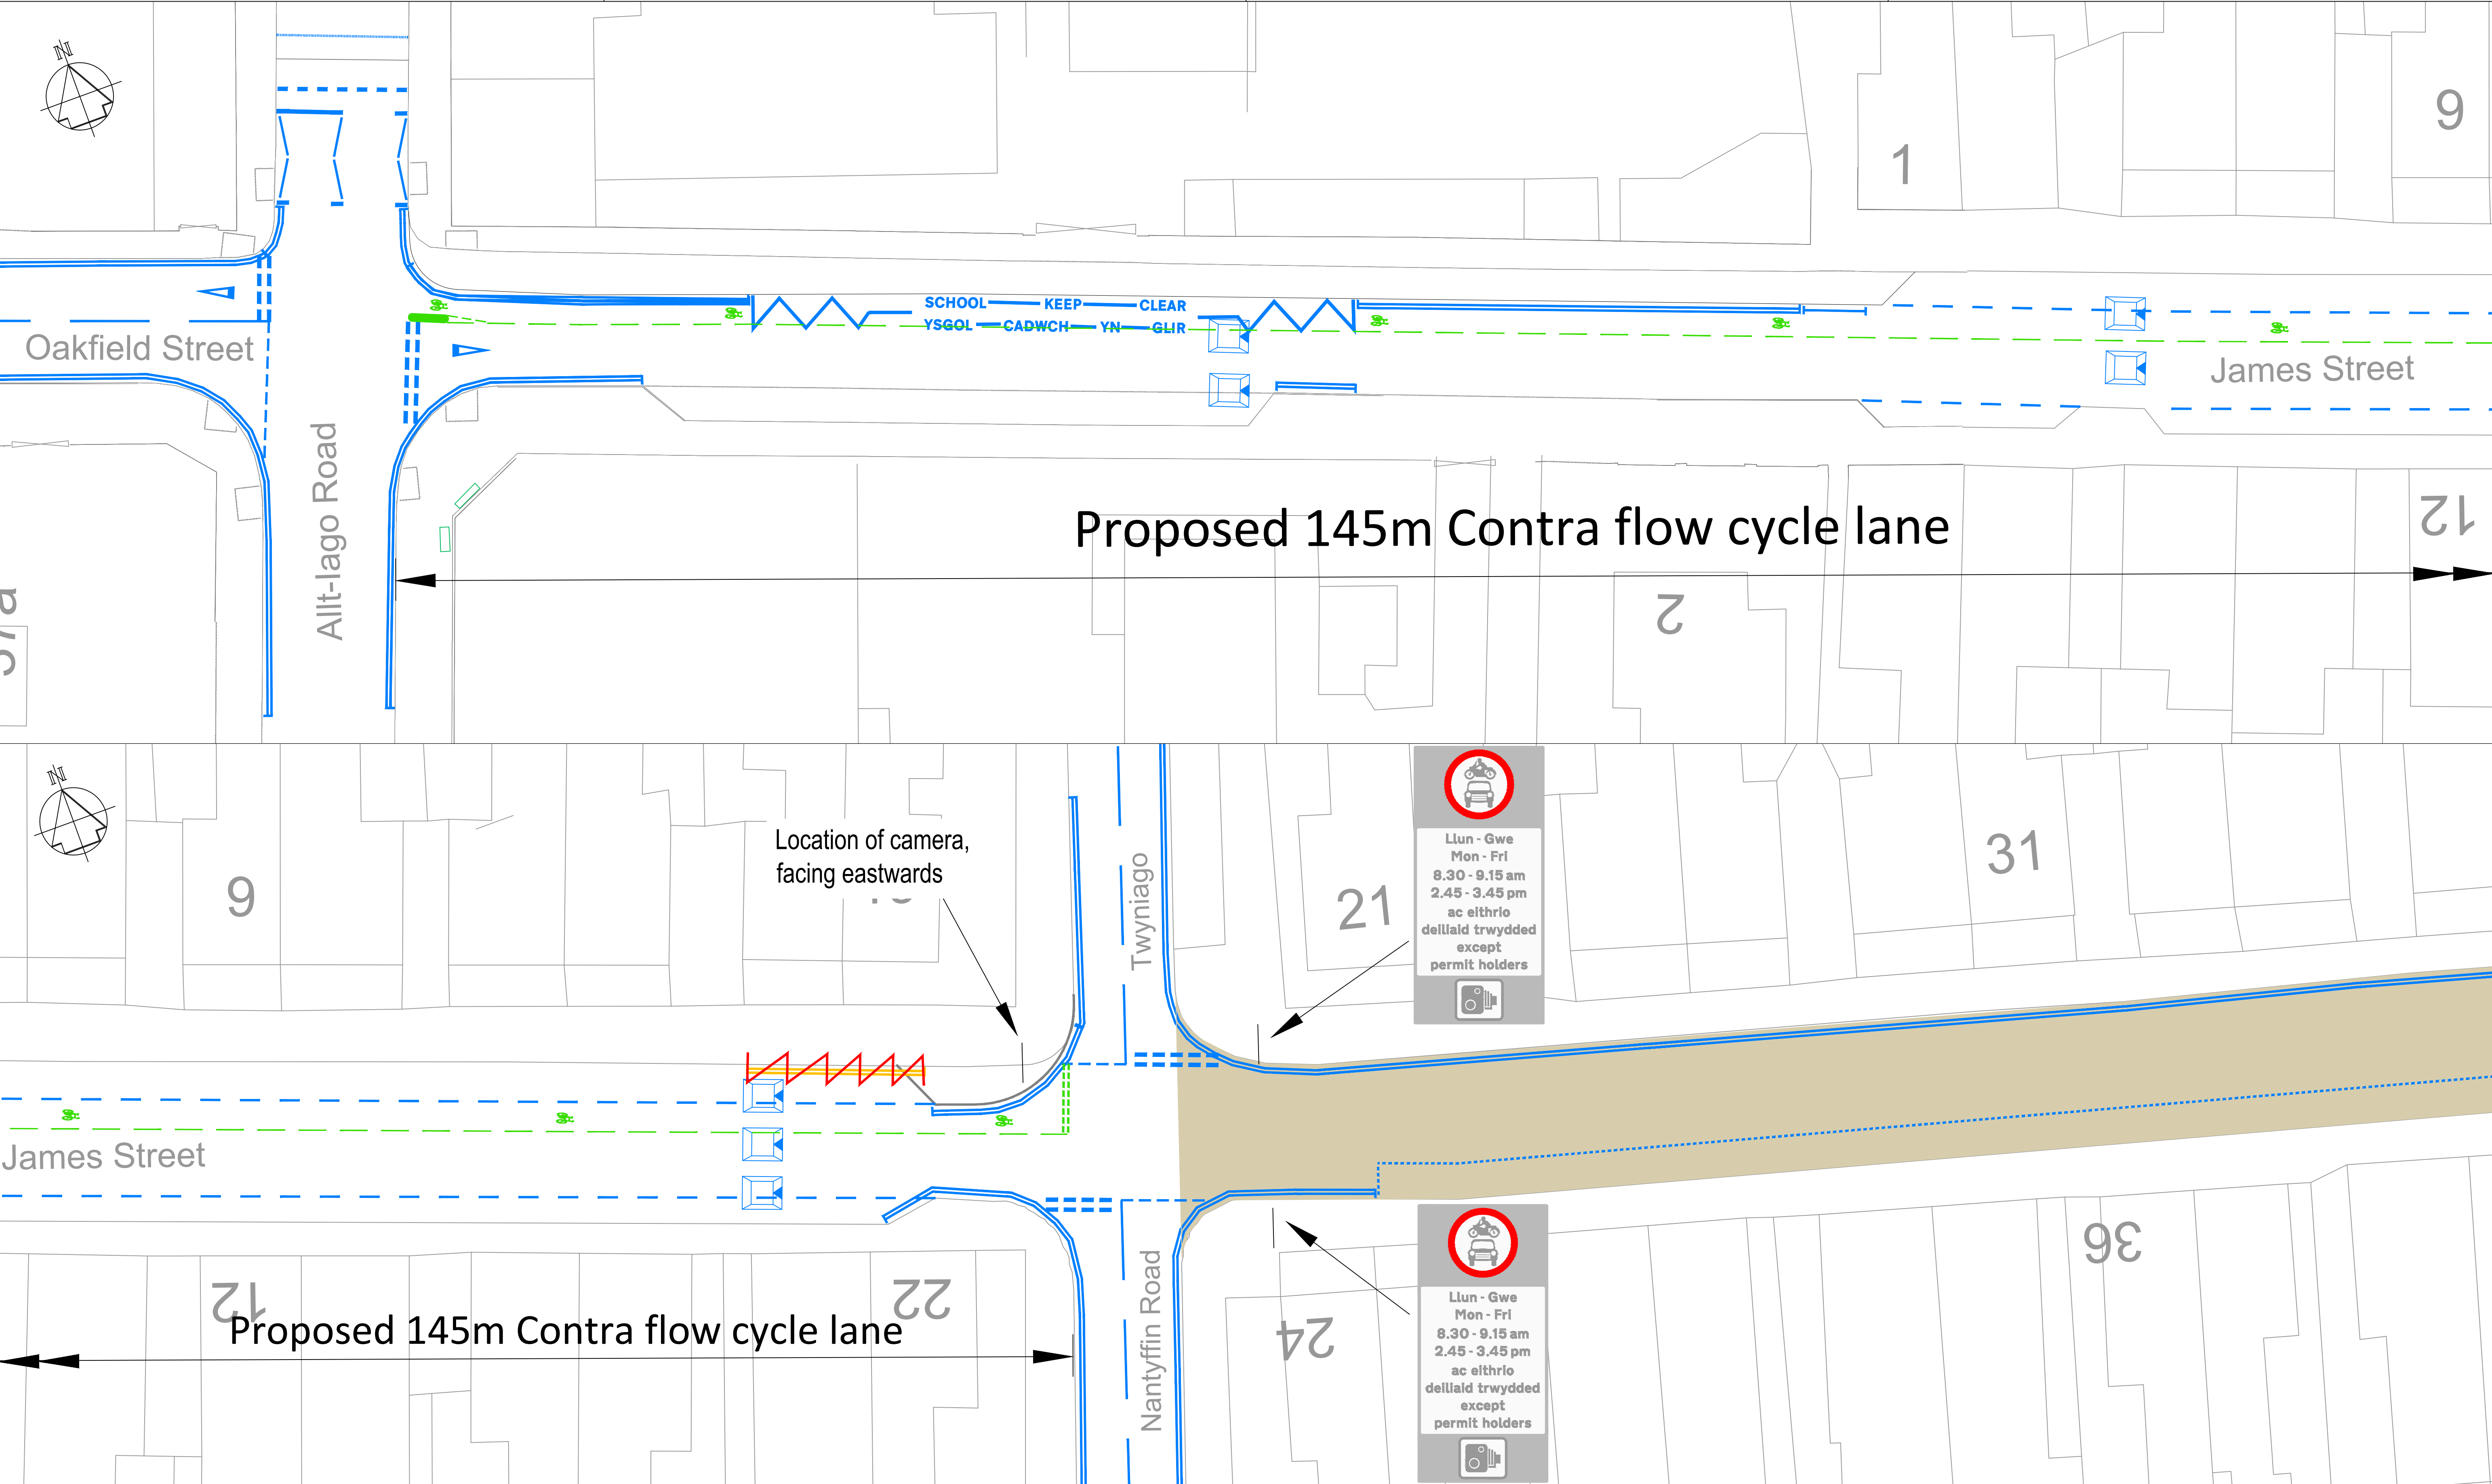 N
1
9
SCHOOL KEEP CLEAR
YSGOL CADWCH YN GLIR
Oakfield Street
James Street
Allt-Iago Road
Proposed 145m Contra flow cycle lane
12
2
N
Location of camera,
facing eastwards
9
Twyniago
21
31
Llun - Gwe
Mon - Fri
8.30 - 9.15 am
2.45 - 3.45 pm
ac eithrio
deiliaid trwydded
except
permit holders
James Street
12
22
Proposed 145m Contra flow cycle lane
Nantyffin Road
24
36
Llun - Gwe
Mon - Fri
8.30 - 9.15 am
2.45 - 3.45 pm
ac eithrio
deiliaid trwydded
except
permit holders